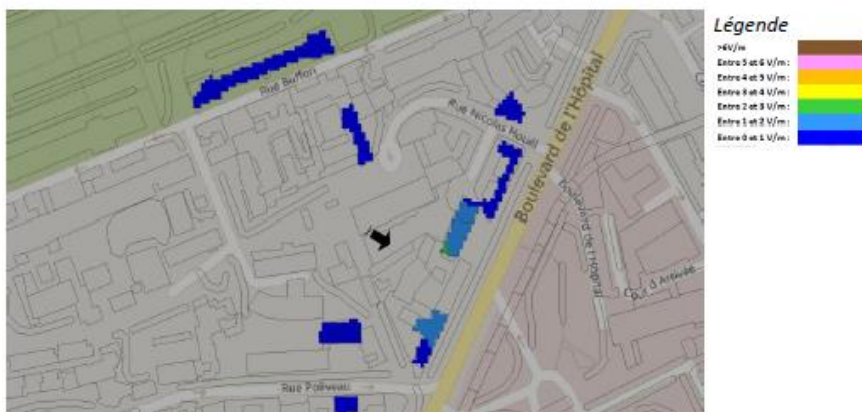 Légende
>6V/m
Entre 5 et 6 V/m :
Entre 4 et 5 V/m :
Entre 3 et 4 V/m :
Entre 2 et 3 V/m :
Entre 1 et 2 V/m :
Entre 0 et 1 V/m :
Rue Buffon
Rue Nicolas Houël
Boulevard de l'Hôpital
Boulevard de l'Hôpital
d'Arrivée
Rue Poliveau